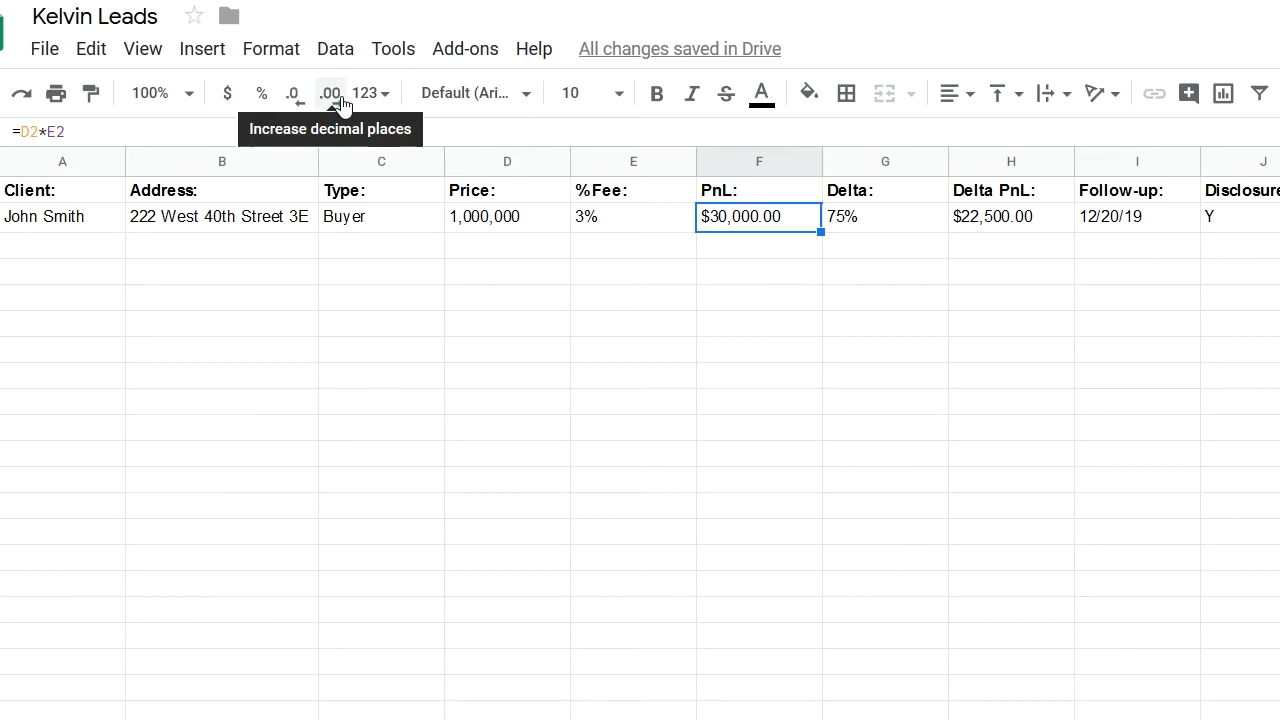 Kelvin Leads
File Edit View Insert Format Data Tools Add-ons Help All changes saved in Drive
100% $ % .0 .00 123 Default (Ari... 10 B I S A
=D2*E2
Increase decimal places
A B C D E F G H I J
Client: Address: Type: Price: %Fee: PnL: Delta: Delta PnL: Follow-up: Disclosure
John Smith 222 West 40th Street 3E Buyer 1,000,000 3% $30,000.00 75% $22,500.00 12/20/19 Y